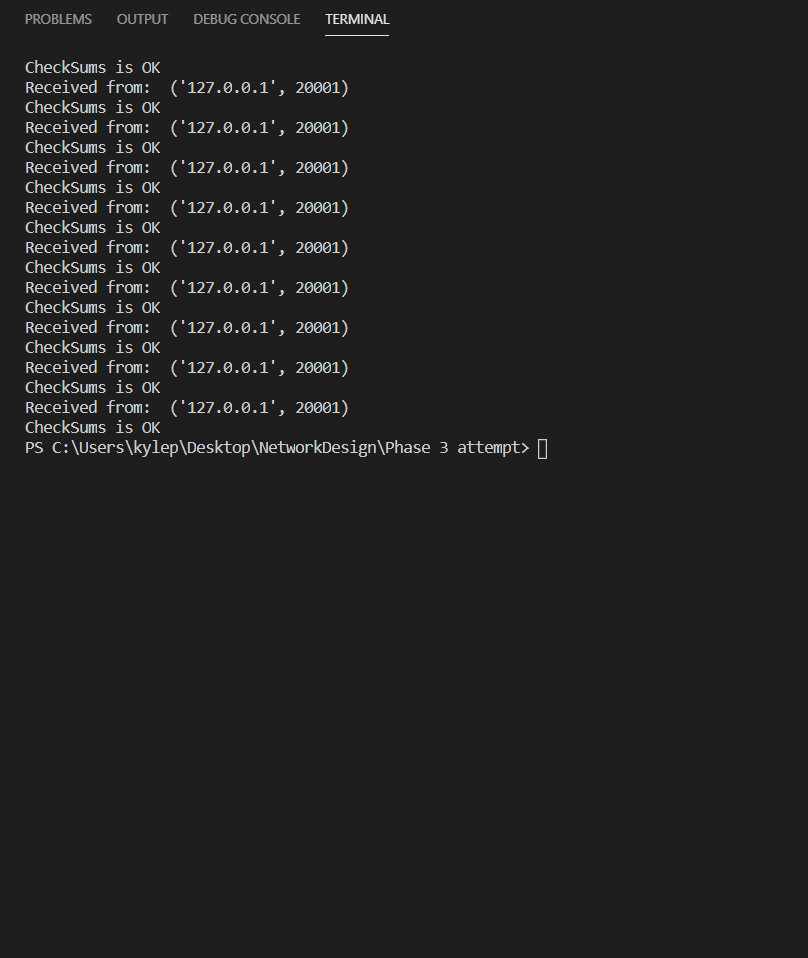 PROBLEMS OUTPUT DEBUG CONSOLE TERMINAL
CheckSums is OK
Received from:  ('127.0.0.1', 20001)
CheckSums is OK
Received from:  ('127.0.0.1', 20001)
CheckSums is OK
Received from:  ('127.0.0.1', 20001)
CheckSums is OK
Received from:  ('127.0.0.1', 20001)
CheckSums is OK
Received from:  ('127.0.0.1', 20001)
CheckSums is OK
Received from:  ('127.0.0.1', 20001)
CheckSums is OK
Received from:  ('127.0.0.1', 20001)
CheckSums is OK
Received from:  ('127.0.0.1', 20001)
CheckSums is OK
Received from:  ('127.0.0.1', 20001)
CheckSums is OK
PS C:\Users\kylep\Desktop\NetworkDesign\Phase 3 attempt>